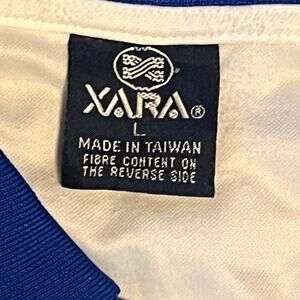 XARA®
L
MADE IN TAIWAN
FIBRE CONTENT ON
THE REVERSE SIDE